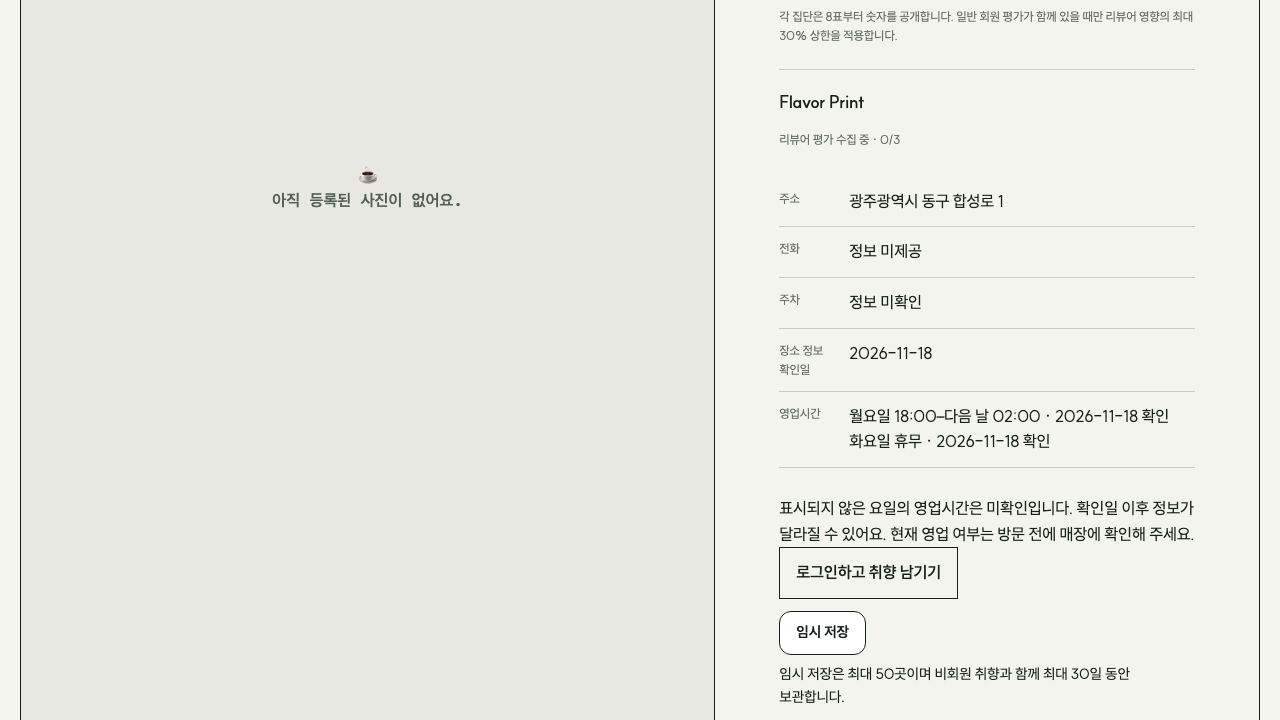 아직 등록된 사진이 없어요.
각 집단은 8표부터 숫자를 공개합니다. 일반 회원 평가가 함께 있을 때만 리뷰어 영향의 최대
30% 상한을 적용합니다.
Flavor Print
리뷰어 평가 수집 중 · 0/3
주소 광주광역시 동구 합성로 1
전화 정보 미제공
주차 정보 미확인
장소 정보 2026-11-18
확인일
영업시간 월요일 18:00–다음 날 02:00 · 2026-11-18 확인
화요일 휴무 · 2026-11-18 확인
표시되지 않은 요일의 영업시간은 미확인입니다. 확인일 이후 정보가
달라질 수 있어요. 현재 영업 여부는 방문 전에 매장에 확인해 주세요.
로그인하고 취향 남기기
임시 저장
임시 저장은 최대 50곳이며 비회원 취향과 함께 최대 30일 동안
보관합니다.